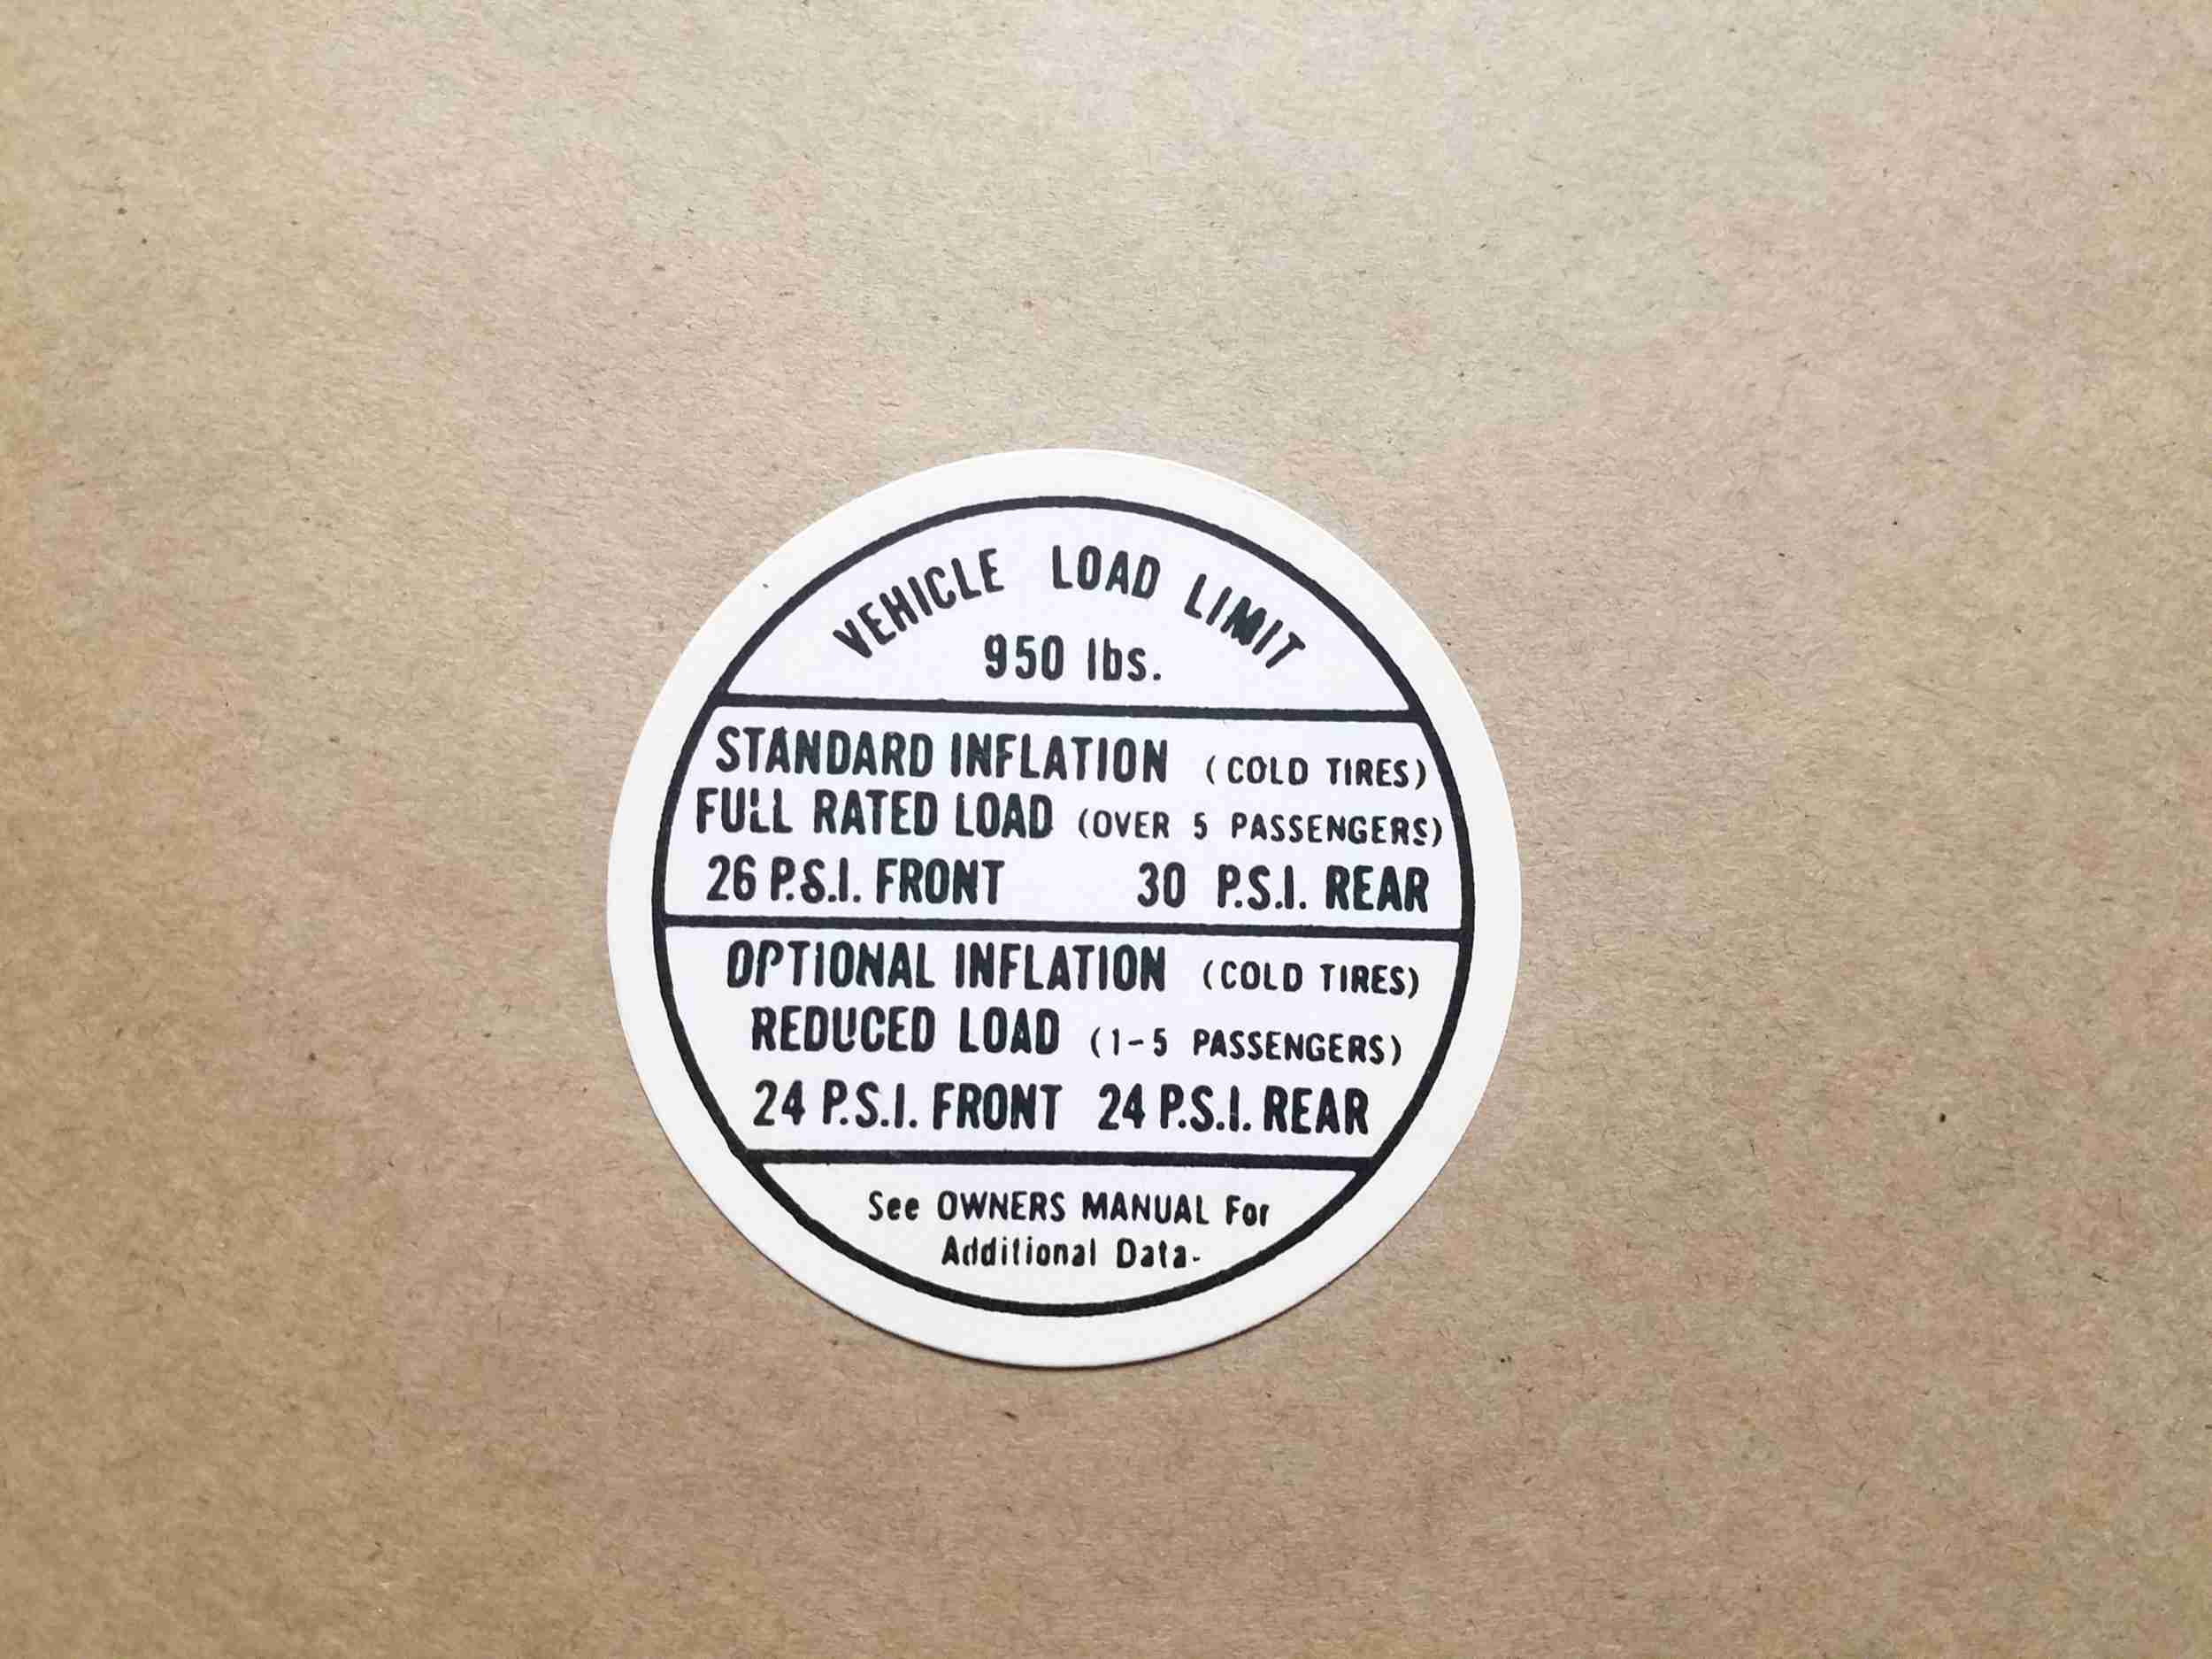 VEHICLE LOAD LIMIT
950 lbs.
STANDARD INFLATION (COLD TIRES)
FULL RATED LOAD (OVER 5 PASSENGERS)
26 P.S.I. FRONT 30 P.S.I. REAR
OPTIONAL INFLATION (COLD TIRES)
REDUCED LOAD (1-5 PASSENGERS)
24 P.S.I. FRONT 24 P.S.I. REAR
See OWNERS MANUAL For
Additional Data-